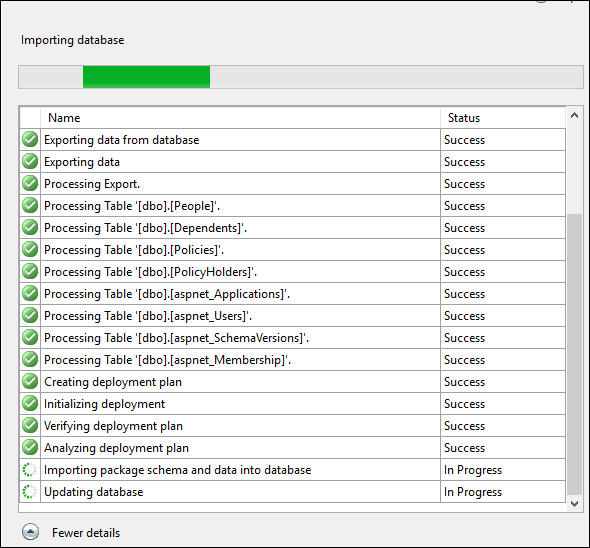 Importing database
Name Status
Exporting data from database Success
Exporting data Success
Processing Export. Success
Processing Table '[dbo].[People]'. Success
Processing Table '[dbo].[Dependents]'. Success
Processing Table '[dbo].[Policies]'. Success
Processing Table '[dbo].[PolicyHolders]'. Success
Processing Table '[dbo].[aspnet_Applications]'. Success
Processing Table '[dbo].[aspnet_Users]'. Success
Processing Table '[dbo].[aspnet_SchemaVersions]'. Success
Processing Table '[dbo].[aspnet_Membership]'. Success
Creating deployment plan Success
Initializing deployment Success
Verifying deployment plan Success
Analyzing deployment plan Success
Importing package schema and data into database In Progress
Updating database In Progress
Fewer details